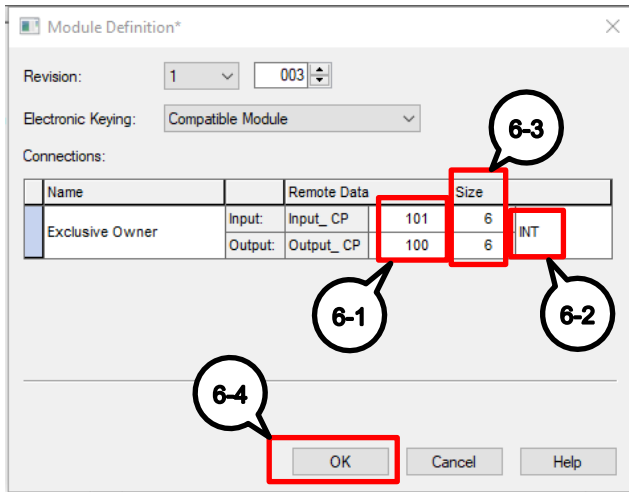 Module Definition*
Revision: 1 003
Electronic Keying: Compatible Module
6-3
Connections:
Name Remote Data Size
Exclusive Owner Input: Input_ CP 101 6 INT
Output: Output_ CP 100 6
6-1 6-2
6-4
OK Cancel Help